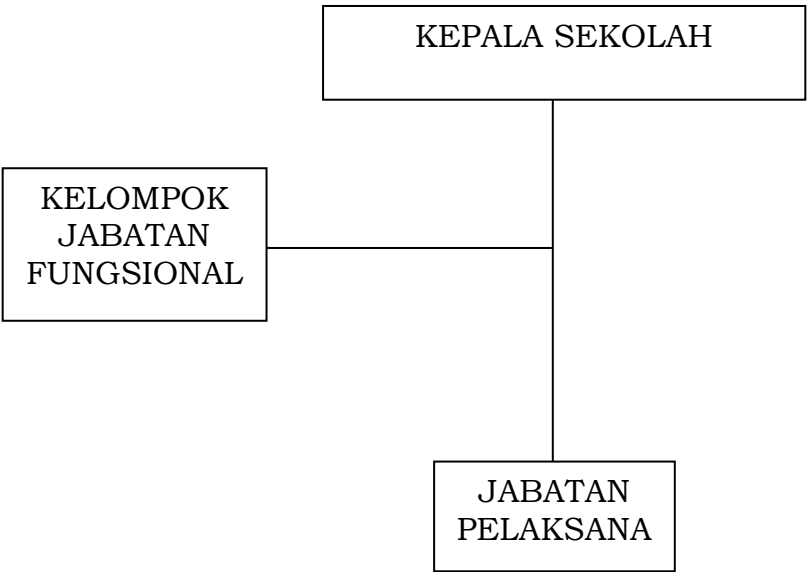 KEPALA SEKOLAH
KELOMPOK
JABATAN
FUNGSIONAL
JABATAN
PELAKSANA